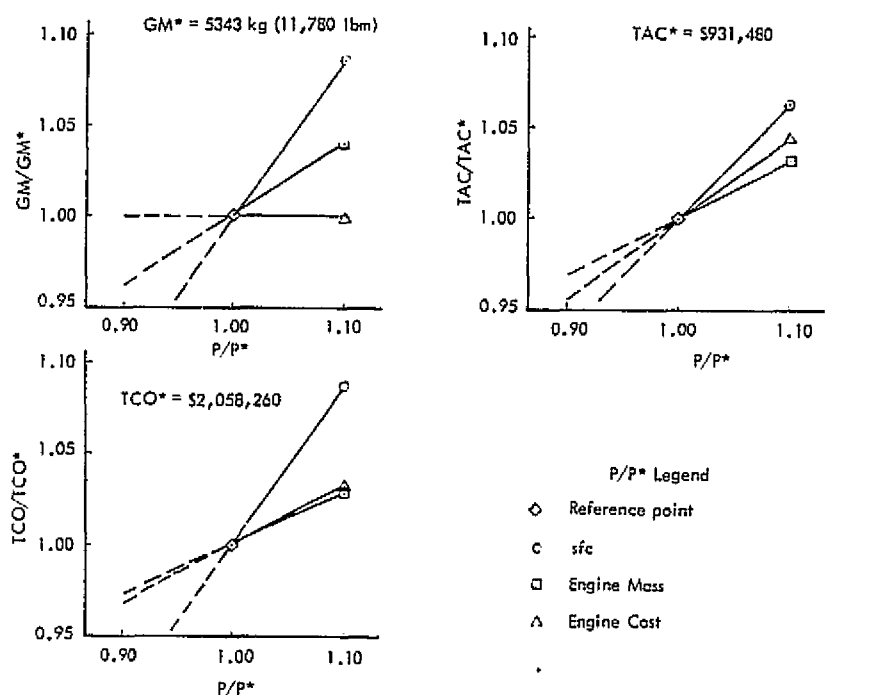 GM* = 5343 kg (11,780 lbm)
1.10
1.05
1.00
0.95
GM/GM*
0.90 1.00 1.10
P/P*
TAC* = $931,480
1.10
1.05
1.00
0.95
TAC/TAC*
0.90 1.00 1.10
P/P*
TCO* = $2,058,260
1.10
1.05
1.00
0.95
TCO/TCO*
0.90 1.00 1.10
P/P*
P/P* Legend
Reference point
sfc
Engine Mass
Engine Cost